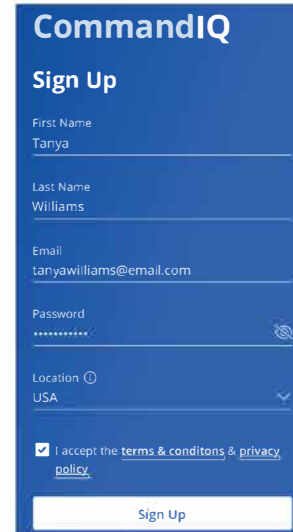 CommandIQ
Sign Up
First Name
Tanya
Last Name
Williams
Email
tanyawilliams@email.com
Password
•••••••••••
Location ⓘ
USA
I accept the terms & conditons & privacy
policy
Sign Up